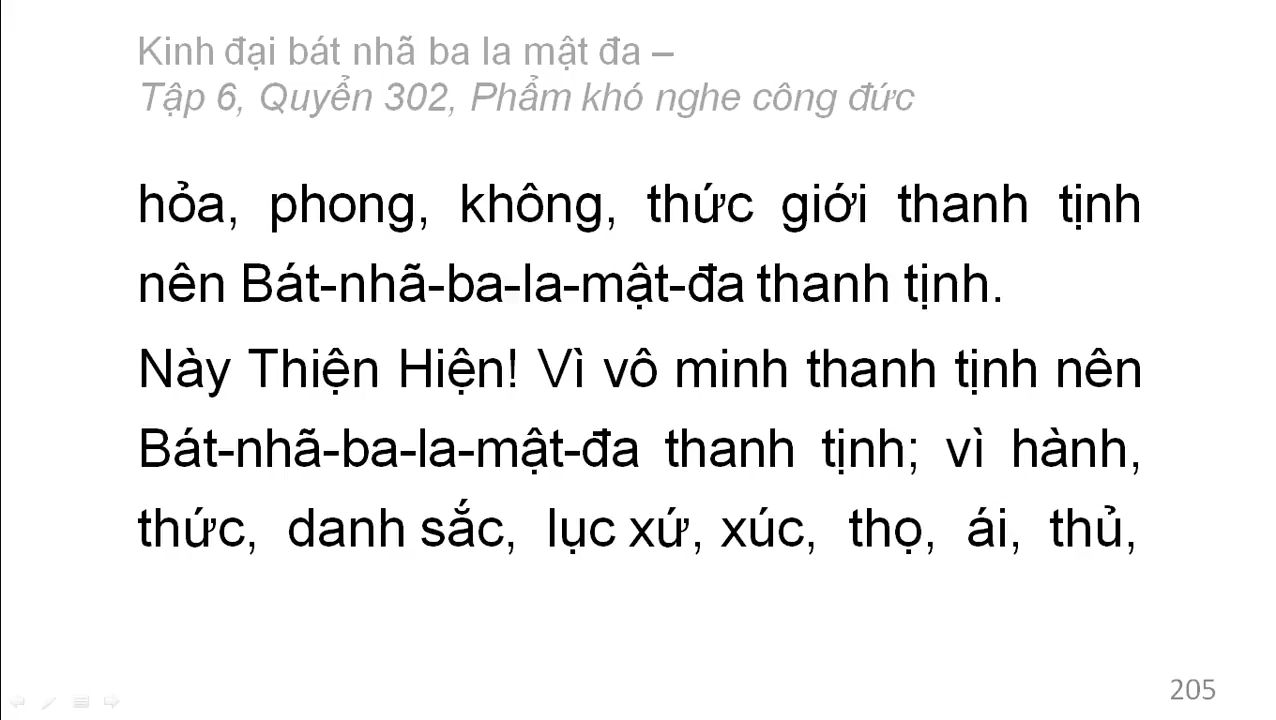 Kinh đại bát nhã ba la mật đa –
Tập 6, Quyển 302, Phẩm khó nghe công đức
hỏa, phong, không, thức giới thanh tịnh
nên Bát-nhã-ba-la-mật-đa thanh tịnh.
Này Thiện Hiện! Vì vô minh thanh tịnh nên
Bát-nhã-ba-la-mật-đa thanh tịnh; vì hành,
thức, danh sắc, lục xứ, xúc, thọ, ái, thủ,
205